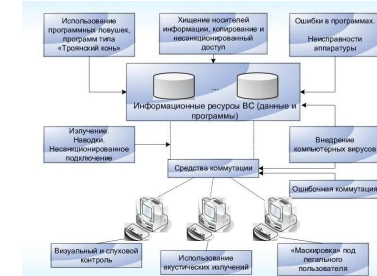 Использование
программных ловушек,
программ типа
«Троянский конь»
Хищение носителей
информации, копирование и
несанкционированный
доступ
Ошибки в программах.
Неисправности
аппаратуры
...
Информационные ресурсы ВС (данные и
программы)
Излучение.
Наводки.
Несанкционированное
подключение
Внедрение
компьютерных вирусов
Средства коммутации
Ошибочная коммутация
Визуальный и слуховой
контроль
Использование
акустических излучений
«Маскировка» под
легального
пользователя